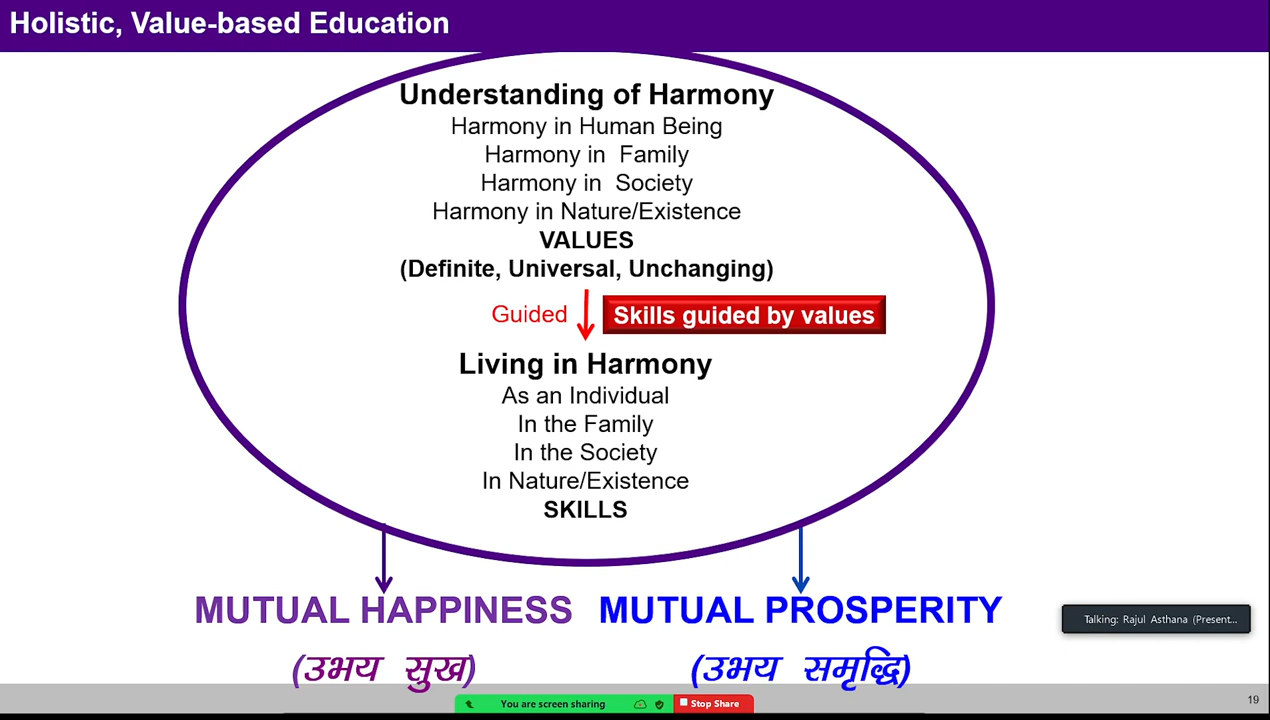 Holistic, Value-based Education
Understanding of Harmony
Harmony in Human Being
Harmony in Family
Harmony in Society
Harmony in Nature/Existence
VALUES
(Definite, Universal, Unchanging)
Guided
Skills guided by values
Living in Harmony
As an Individual
In the Family
In the Society
In Nature/Existence
SKILLS
MUTUAL HAPPINESS
MUTUAL PROSPERITY
Talking: Rajul Asthana (Present...
(उभय सुख)
(उभय समृद्धि)
You are screen sharing
Stop Share
19